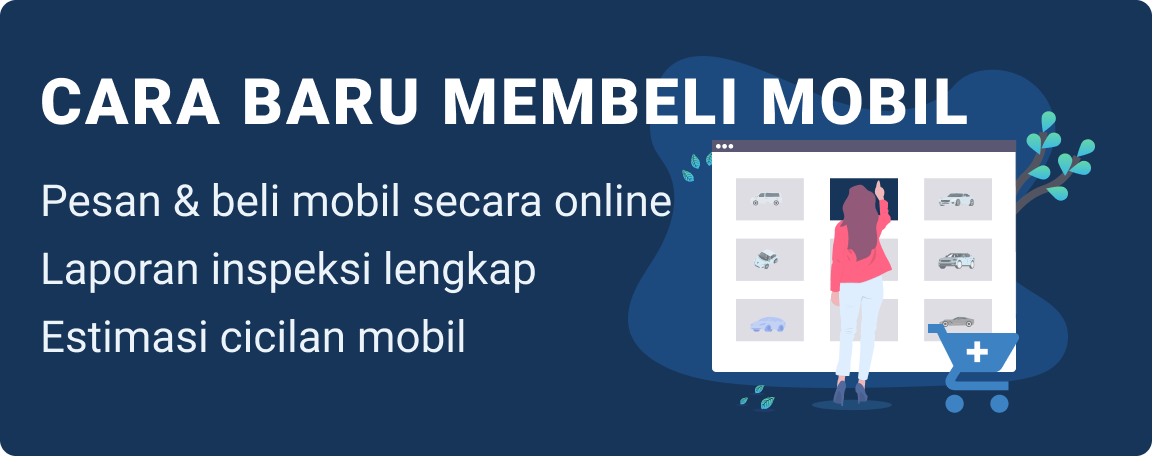 CARA BARU MEMBELI MOBIL
Pesan & beli mobil secara online
Laporan inspeksi lengkap
Estimasi cicilan mobil